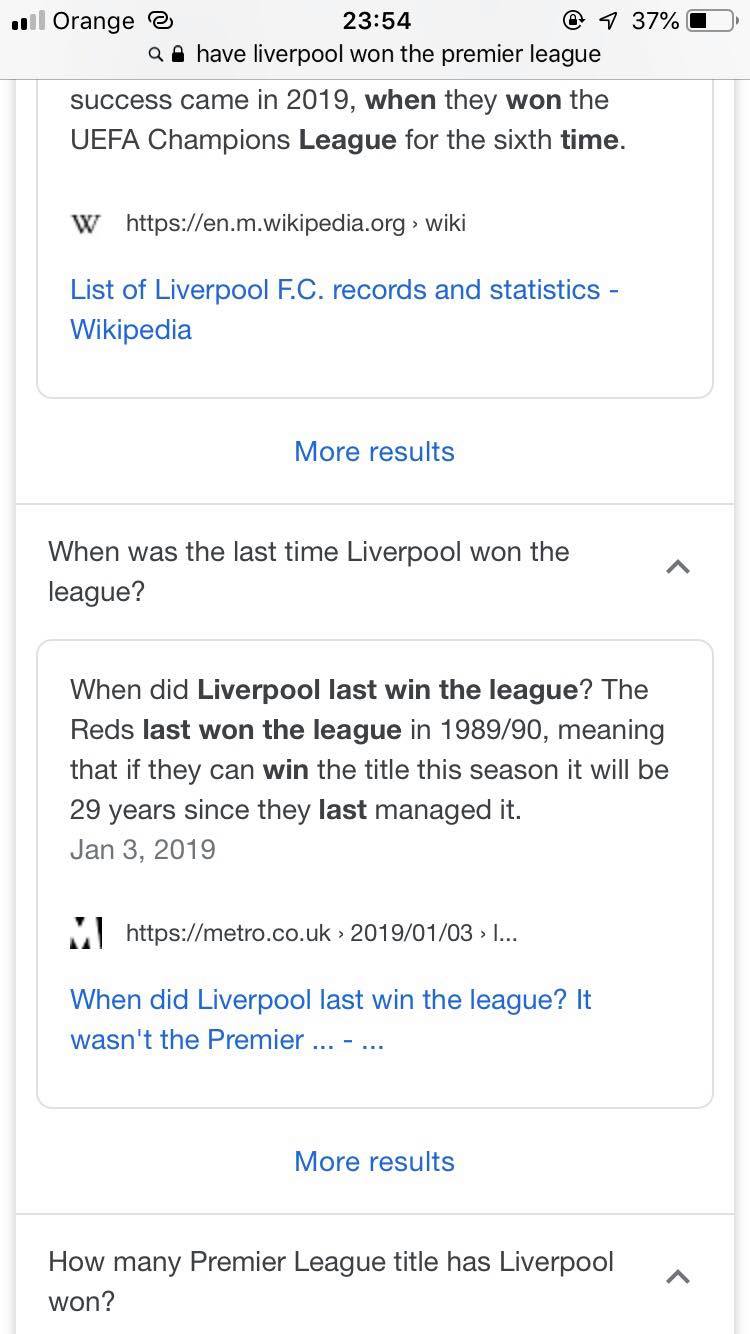 Orange 23:54 37%
have liverpool won the premier league
success came in 2019, when they won the
UEFA Champions League for the sixth time.
W https://en.m.wikipedia.org › wiki
List of Liverpool F.C. records and statistics -
Wikipedia
More results
When was the last time Liverpool won the
league?
When did Liverpool last win the league? The
Reds last won the league in 1989/90, meaning
that if they can win the title this season it will be
29 years since they last managed it.
Jan 3, 2019
M https://metro.co.uk › 2019/01/03 › l...
When did Liverpool last win the league? It
wasn't the Premier ... - ...
More results
How many Premier League title has Liverpool
won?